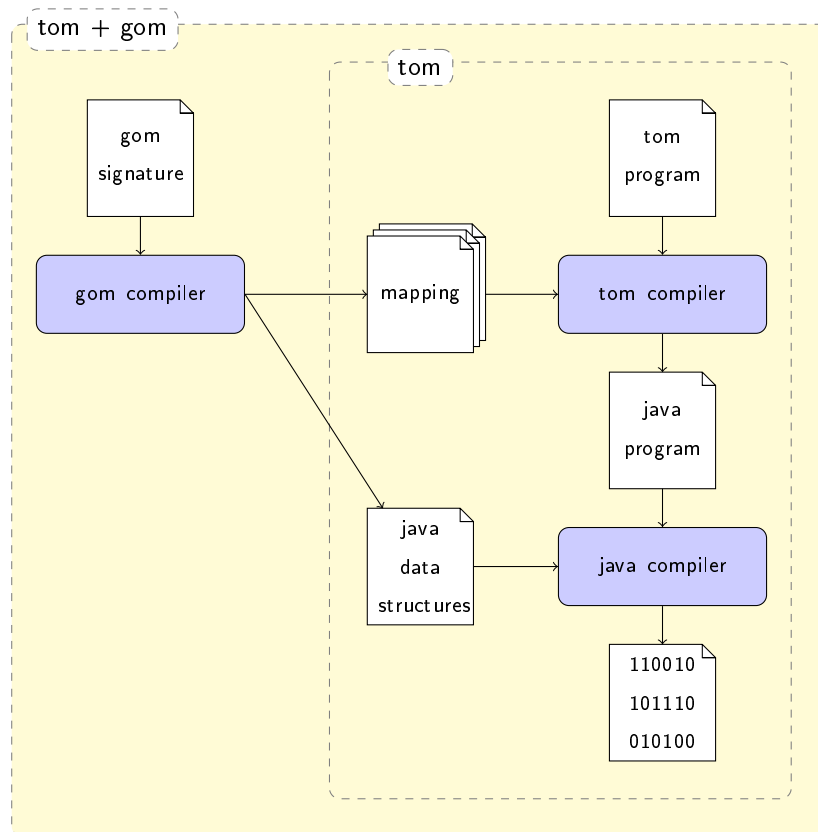 tom + gom
tom
gom
signature
tom
program
gom compiler
mapping
tom compiler
java
program
java
data
structures
java compiler
110010
101110
010100